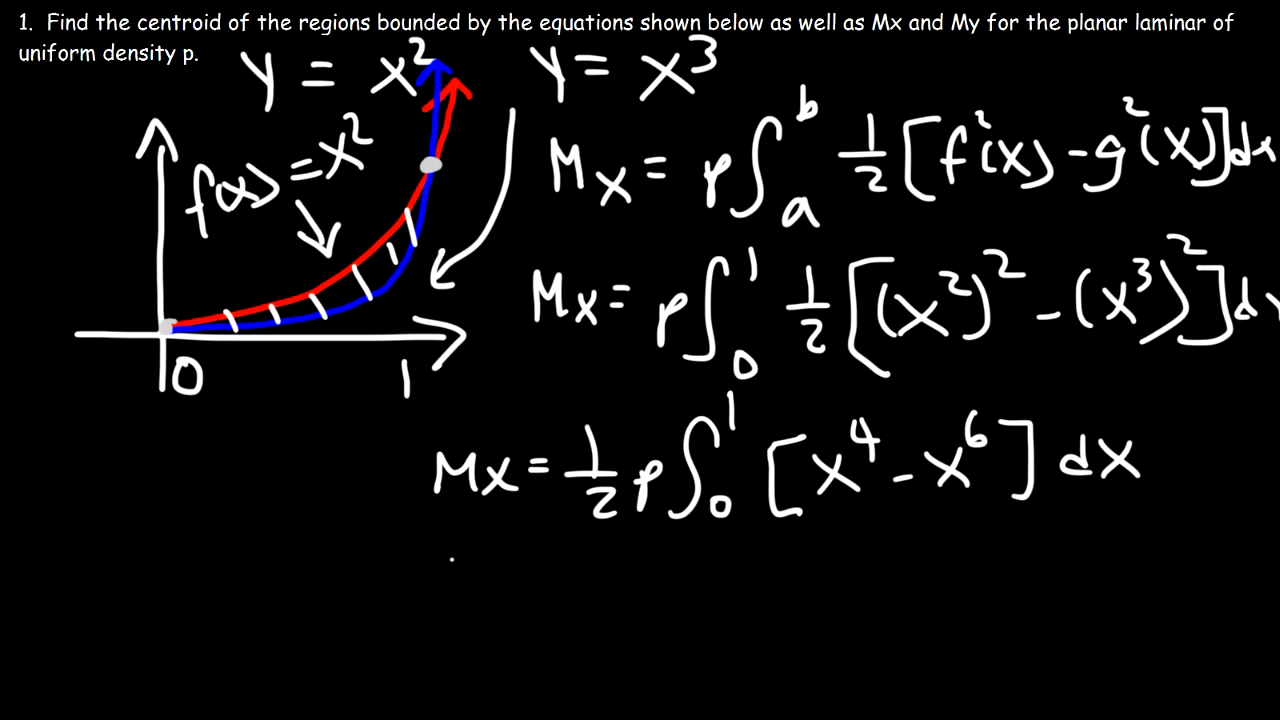 1. Find the centroid of the regions bounded by the equations shown below as well as Mx and My for the planar laminar of
uniform density p.
y = x² y = x³
f(x) = x²
Mx = ρ∫ₐᵇ 1/2 [f²(x) - g²(x)]dx
Mx = ρ∫₀¹ 1/2 [(x²)² - (x³)²]dx
0 1
Mx = 1/2 ρ∫₀¹ [x⁴ - x⁶] dx